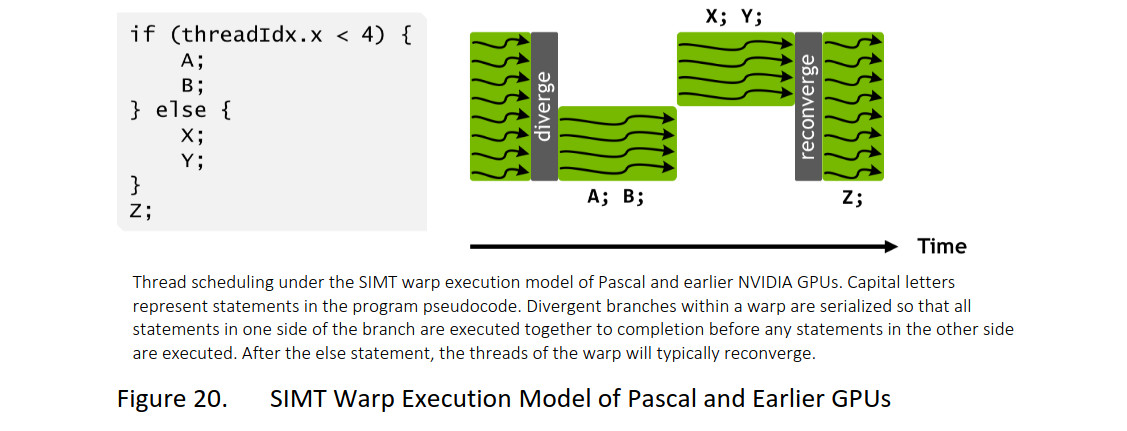 if (threadIdx.x < 4) {
A;
B;
} else {
X;
Y;
}
Z;
X; Y;
diverge
reconverge
A; B;
Z;
Time
Thread scheduling under the SIMT warp execution model of Pascal and earlier NVIDIA GPUs. Capital letters
represent statements in the program pseudocode. Divergent branches within a warp are serialized so that all
statements in one side of the branch are executed together to completion before any statements in the other side
are executed. After the else statement, the threads of the warp will typically reconverge.
Figure 20. SIMT Warp Execution Model of Pascal and Earlier GPUs